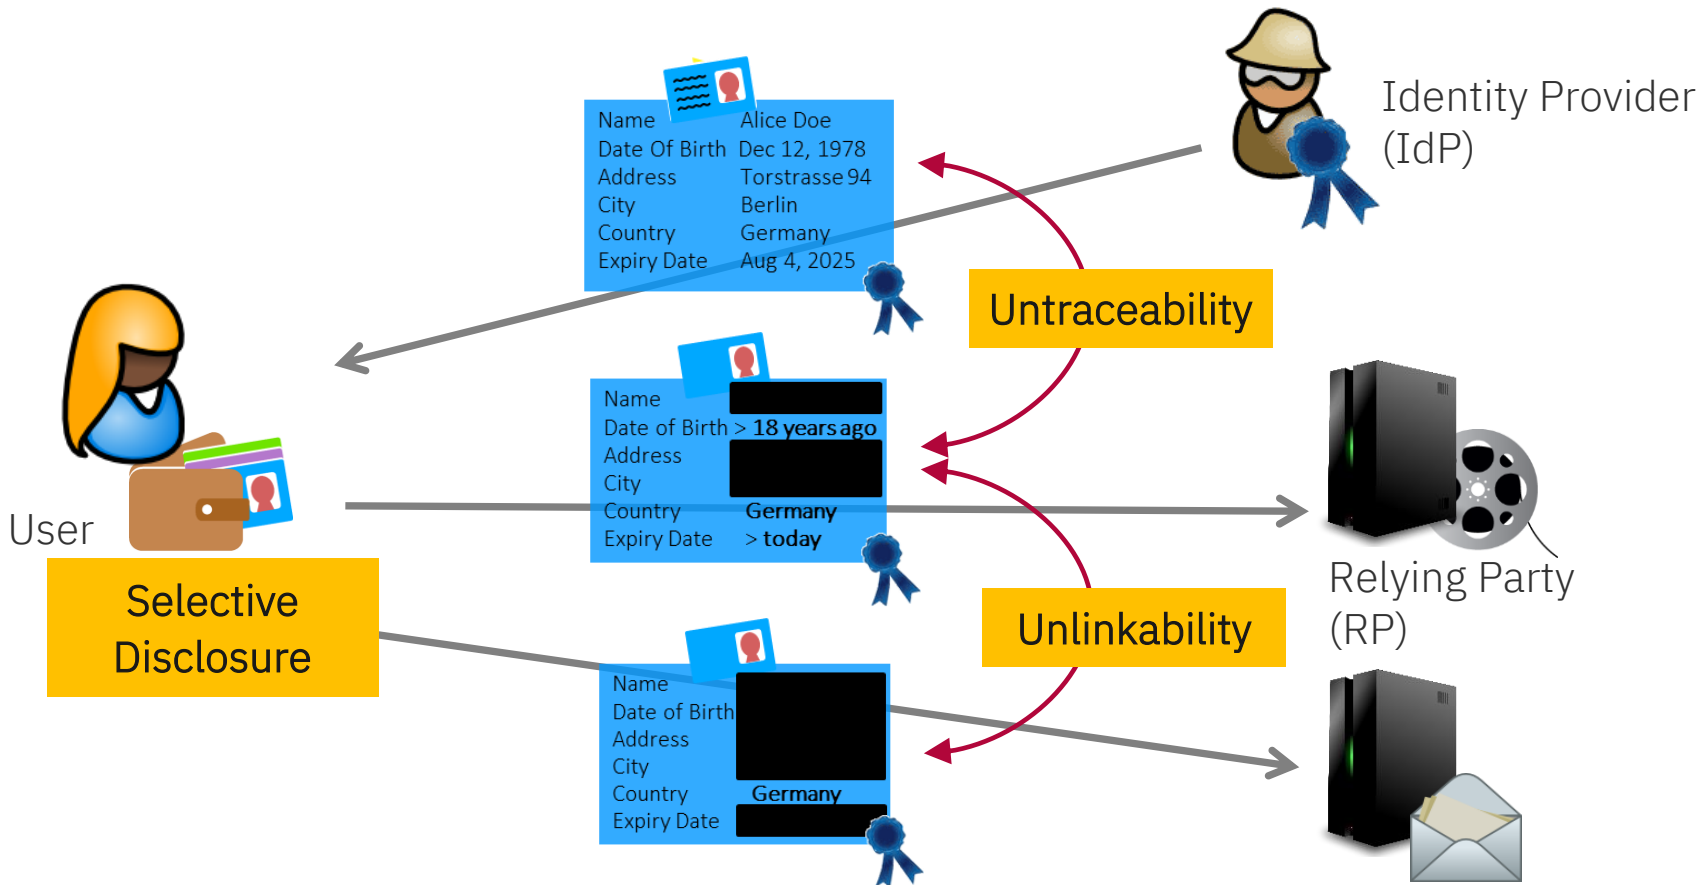 Identity Provider
(IdP)
Name Alice Doe
Date Of Birth Dec 12, 1978
Address Torstrasse 94
City Berlin
Country Germany
Expiry Date Aug 4, 2025
Untraceability
Name
Date of Birth > 18 years ago
Address
City
Country Germany
Expiry Date > today
User
Selective
Disclosure
Relying Party
(RP)
Unlinkability
Name
Date of Birth
Address
City
Country Germany
Expiry Date